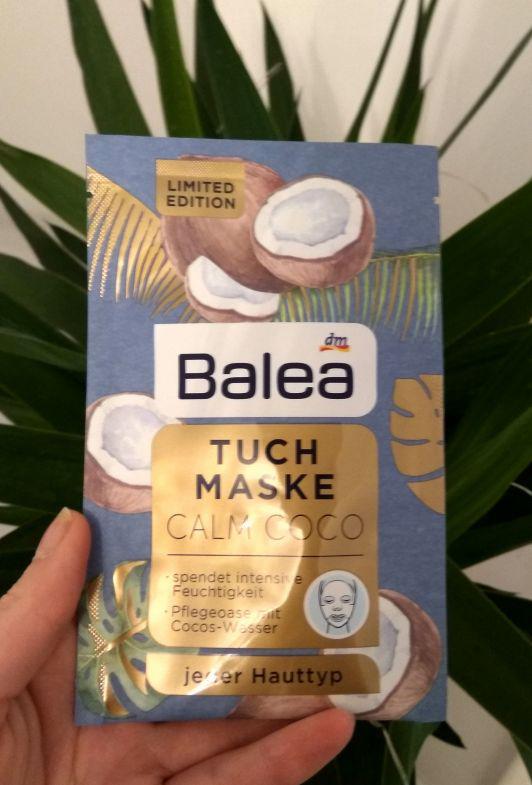 LIMITED
EDITION
dm
Balea
TUCH
MASKE
CALM COCO
· spendet intensive
Feuchtigkeit
· Pflegeoase mit
Cocos-Wasser
jeder Hauttyp